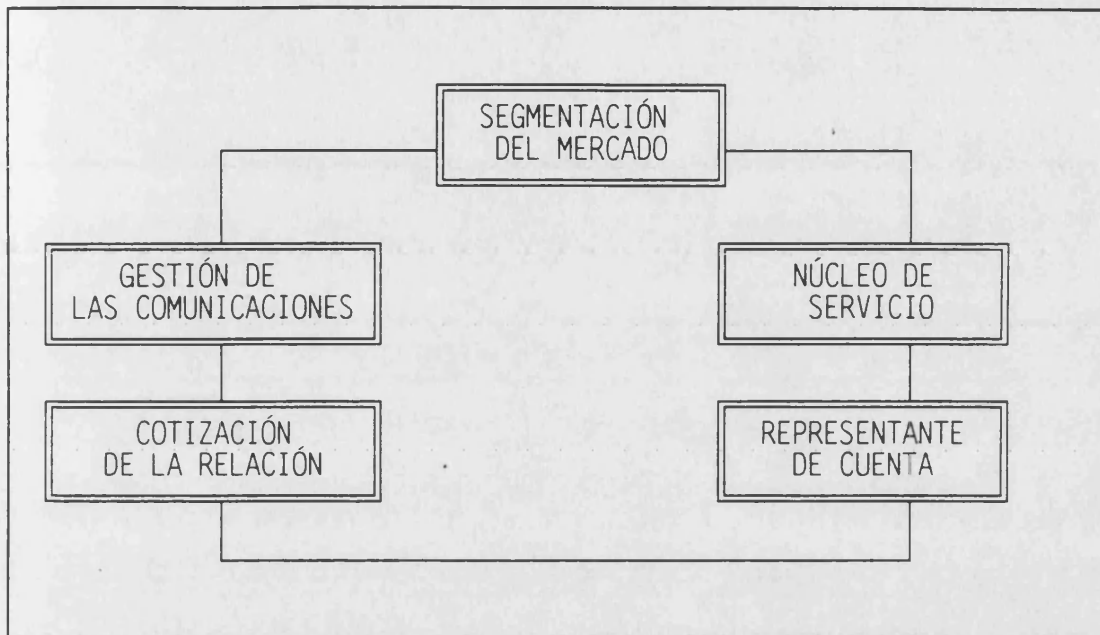 SEGMENTACIÓN
DEL MERCADO
GESTIÓN DE
LAS COMUNICACIONES
NÚCLEO DE
SERVICIO
COTIZACIÓN
DE LA RELACIÓN
REPRESENTANTE
DE CUENTA